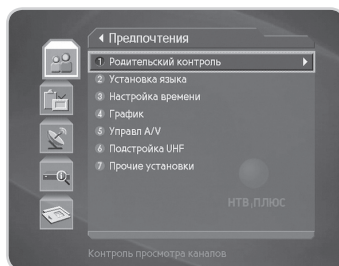 Предпочтения
1 Родительский контроль
2 Установка языка
3 Настройка времени
4 График
5 Управл A/V
6 Подстройка UHF
7 Прочие установки
НТВ,ПЛЮС
Контроль просмотра каналов